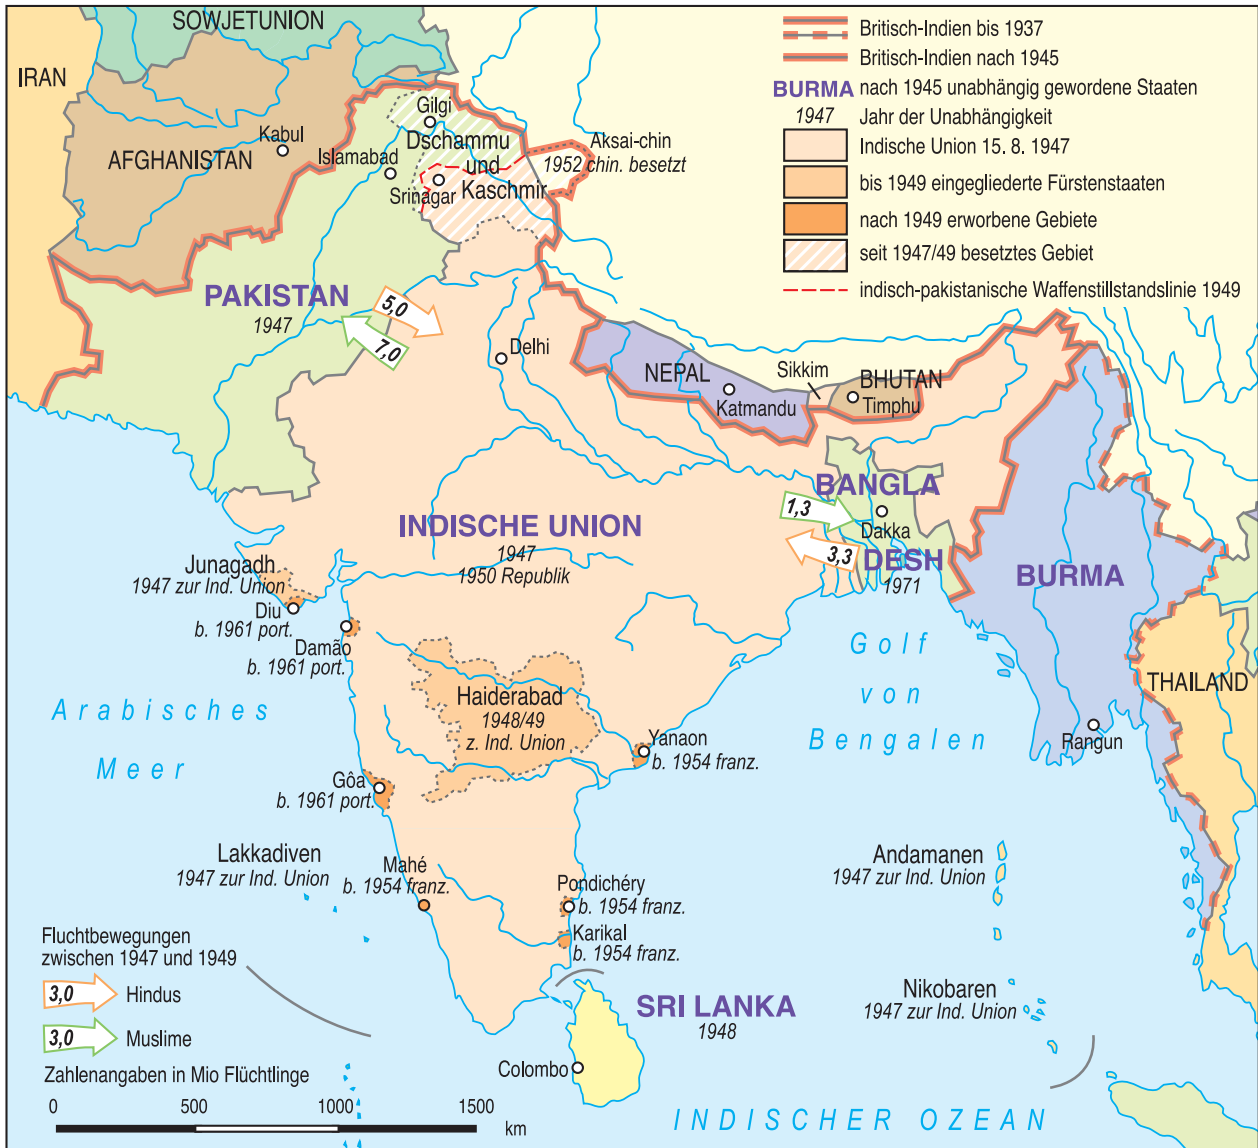 SOWJETUNION
IRAN
AFGHANISTAN
Kabul
Gilgi
Dschammu
und
Kaschmir
Islamabad
Srinagar
Aksai-chin
1952 chin. besetzt
Britisch-Indien bis 1937
Britisch-Indien nach 1945
BURMA nach 1945 unabhängig gewordene Staaten
1947 Jahr der Unabhängigkeit
Indische Union 15. 8. 1947
bis 1949 eingegliederte Fürstenstaaten
nach 1949 erworbene Gebiete
seit 1947/49 besetztes Gebiet
indisch-pakistanische Waffenstillstandslinie 1949
PAKISTAN
1947
5,0
7,0
Delhi
NEPAL
Katmandu
Sikkim
BHUTAN
Timphu
INDISCHE UNION
1947
1950 Republik
1,3
3,3
BANGLA
DESH
1971
Dakka
BURMA
Rangun
THAILAND
Junagadh
1947 zur Ind. Union
Diu
b. 1961 port.
Damão
b. 1961 port.
Haiderabad
1948/49
z. Ind. Union
Yanaon
b. 1954 franz.
Gôa
b. 1961 port.
Arabisches
Meer
Golf
von
Bengalen
Lakkadiven
1947 zur Ind. Union
Mahé
b. 1954 franz.
Pondichéry
b. 1954 franz.
Karikal
b. 1954 franz.
Andamanen
1947 zur Ind. Union
Nikobaren
1947 zur Ind. Union
SRI LANKA
1948
Colombo
INDISCHER OZEAN
Fluchtbewegungen
zwischen 1947 und 1949
3,0 Hindus
3,0 Muslime
Zahlenangaben in Mio Flüchtlinge
0 500 1000 1500
km